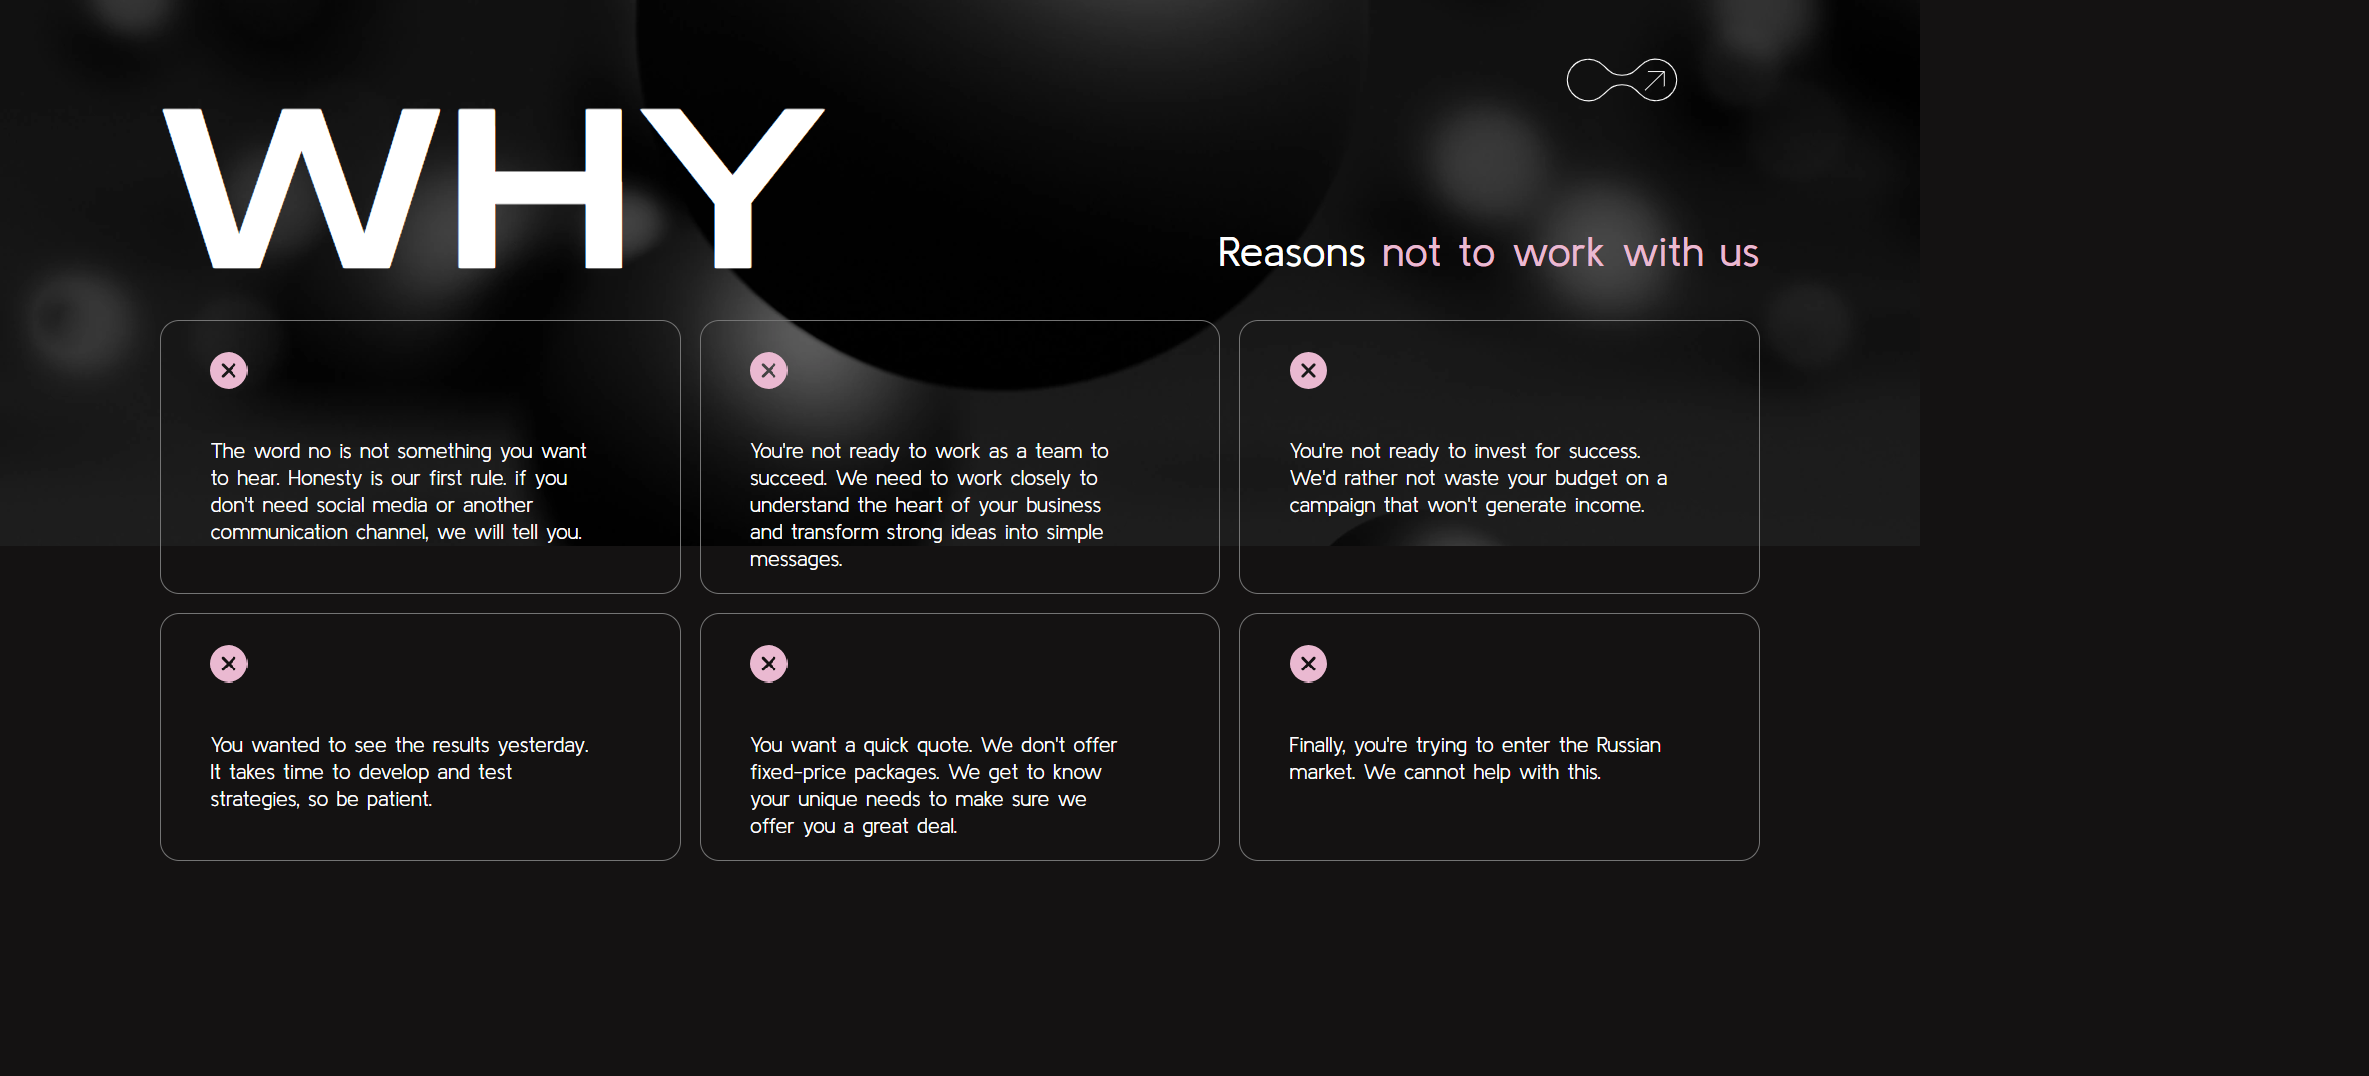 WHY
Reasons not to work with us
The word no is not something you want
to hear. Honesty is our first rule. if you
don't need social media or another
communication channel, we will tell you.
You're not ready to work as a team to
succeed. We need to work closely to
understand the heart of your business
and transform strong ideas into simple
messages.
You're not ready to invest for success.
We'd rather not waste your budget on a
campaign that won't generate income.
You wanted to see the results yesterday.
It takes time to develop and test
strategies, so be patient.
You want a quick quote. We don't offer
fixed-price packages. We get to know
your unique needs to make sure we
offer you a great deal.
Finally, you're trying to enter the Russian
market. We cannot help with this.